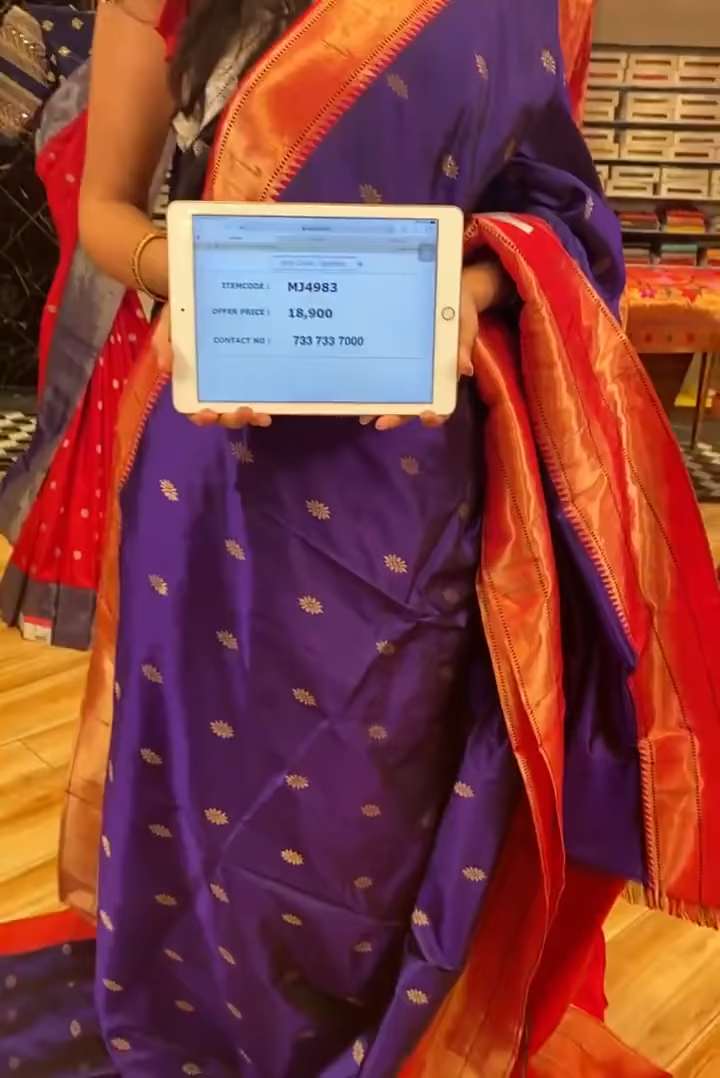 ITEMCODE : MJ4983
OFFER PRICE : 18,900
CONTACT NO : 733 733 7000